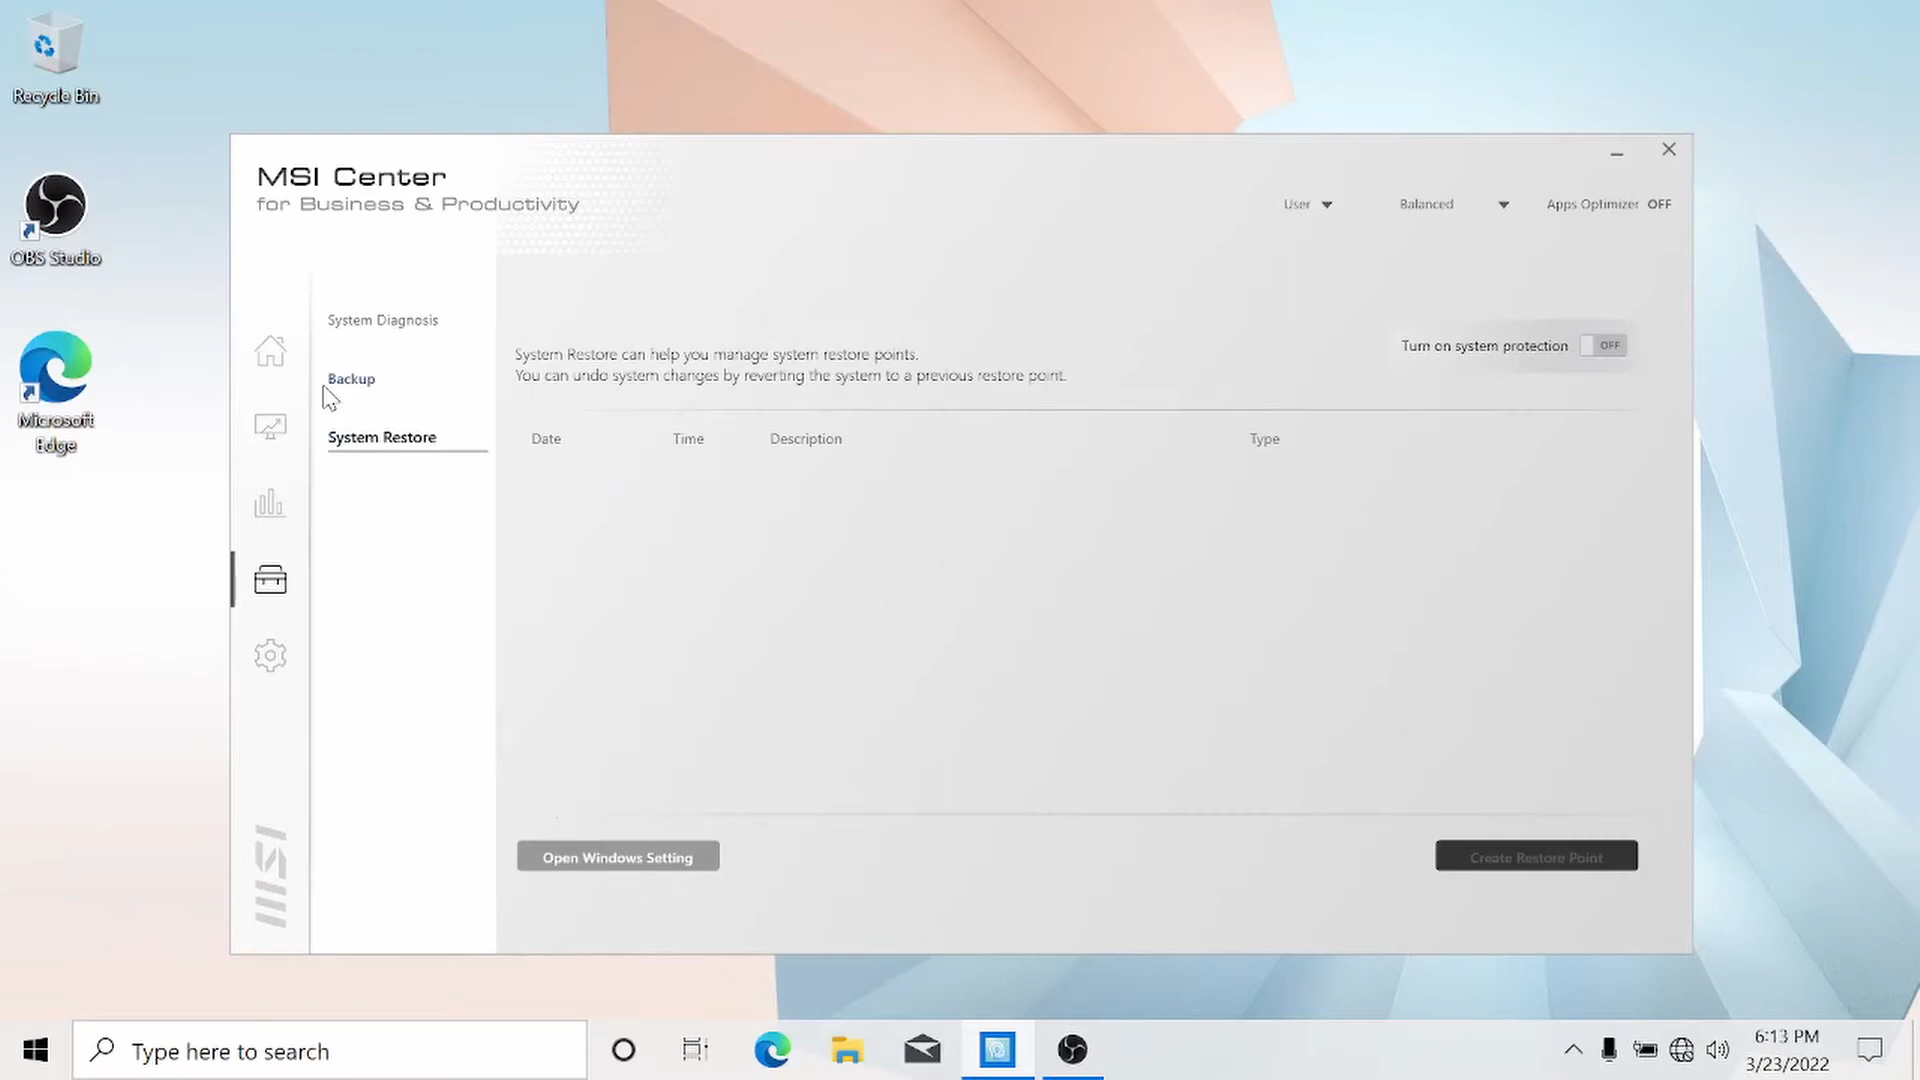 Recycle Bin
OBS Studio
Microsoft
Edge
MSI Center
for Business & Productivity
User
Balanced
Apps Optimizer OFF
System Diagnosis
Backup
System Restore
System Restore can help you manage system restore points.
You can undo system changes by reverting the system to a previous restore point.
Turn on system protection OFF
Date Time Description Type
Open Windows Setting
Create Restore Point
msi
Type here to search
6:13 PM
3/23/2022